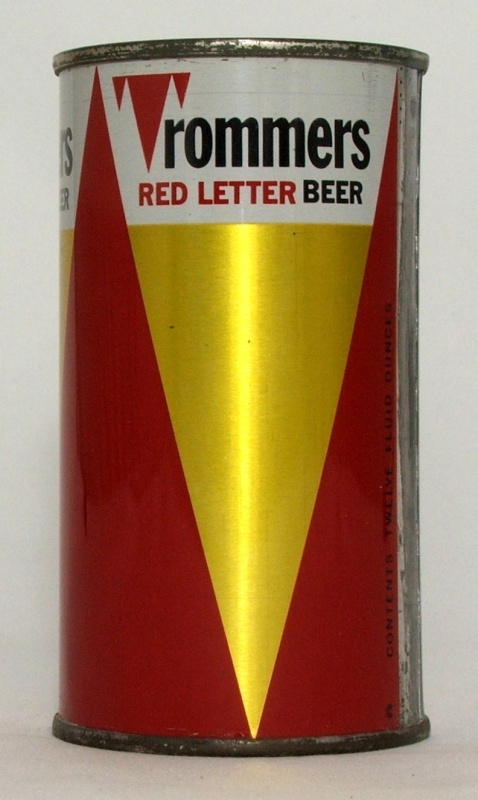 Trommers
RED LETTER BEER
CONTENTS TWELVE FLUID OUNCES